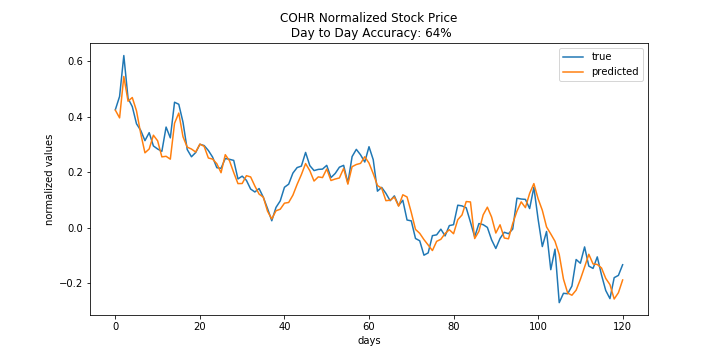 COHR Normalized Stock Price
Day to Day Accuracy: 64%
true
predicted
normalized values
0.6
0.4
0.2
0.0
−0.2
0 20 40 60 80 100 120
days